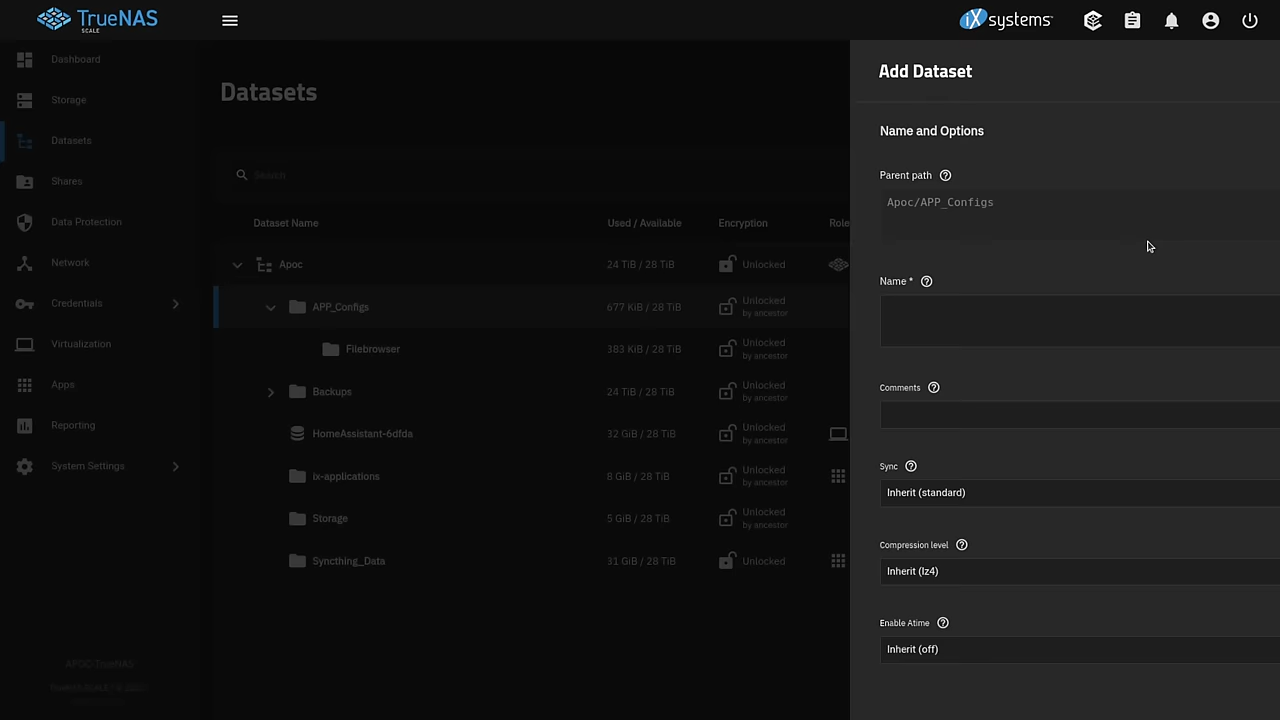 TrueNAS
SCALE
iXsystems
Dashboard
Storage
Datasets
Shares
Data Protection
Network
Credentials
Virtualization
Apps
Reporting
System Settings
APOC-TrueNAS
Datasets
Search
Dataset Name Used / Available Encryption Role
Apoc 24 TiB / 28 TiB Unlocked
APP_Configs 677 KiB / 28 TiB Unlocked
by ancestor
Filebrowser 383 KiB / 28 TiB Unlocked
by ancestor
Backups 24 TiB / 28 TiB Unlocked
by ancestor
HomeAssistant-6dfda 32 GiB / 28 TiB Unlocked
by ancestor
ix-applications 8 GiB / 28 TiB Unlocked
by ancestor
Storage 5 GiB / 28 TiB Unlocked
by ancestor
Syncthing_Data 31 GiB / 28 TiB Unlocked
Add Dataset
Name and Options
Parent path
Apoc/APP_Configs
Name *
Comments
Sync
Inherit (standard)
Compression level
Inherit (lz4)
Enable Atime
Inherit (off)